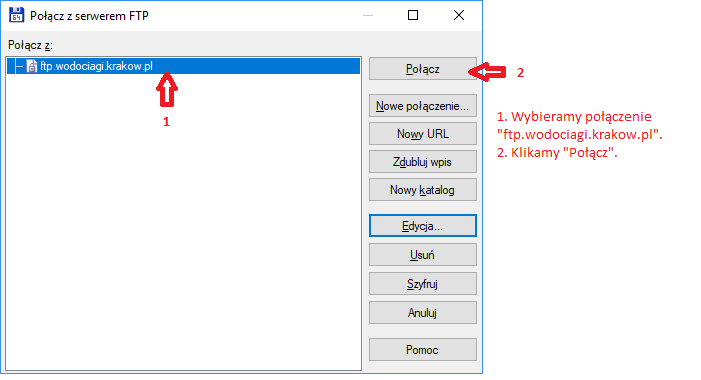 64
Połącz z serwerem FTP
Połącz z:
ftp.wodociagi.krakow.pl
1
Połącz
2
Nowe połączenie...
Nowy URL
Zdubluj wpis
Nowy katalog
Edycja...
Usuń
Szyfruj
Anuluj
Pomoc
1. Wybieramy połączenie
"ftp.wodociagi.krakow.pl".
2. Klikamy "Połącz".